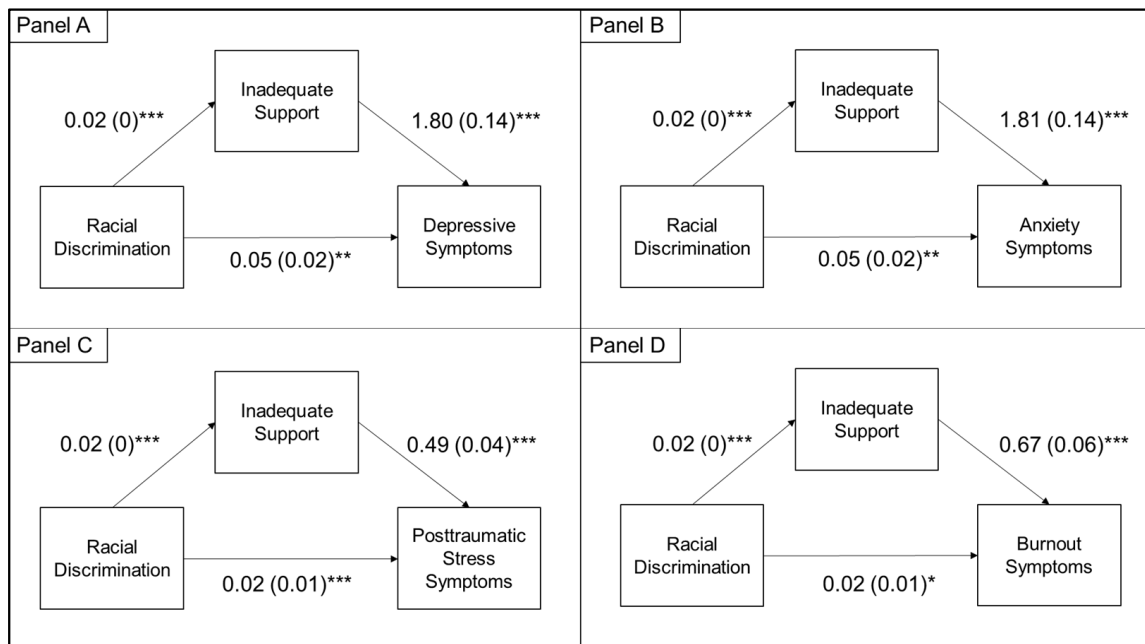 Panel A
Inadequate
Support
0.02 (0)***
1.80 (0.14)***
Racial
Discrimination
Depressive
Symptoms
0.05 (0.02)**
Panel B
Inadequate
Support
0.02 (0)***
1.81 (0.14)***
Racial
Discrimination
Anxiety
Symptoms
0.05 (0.02)**
Panel C
Inadequate
Support
0.02 (0)***
0.49 (0.04)***
Racial
Discrimination
Posttraumatic
Stress
Symptoms
0.02 (0.01)***
Panel D
Inadequate
Support
0.02 (0)***
0.67 (0.06)***
Racial
Discrimination
Burnout
Symptoms
0.02 (0.01)*